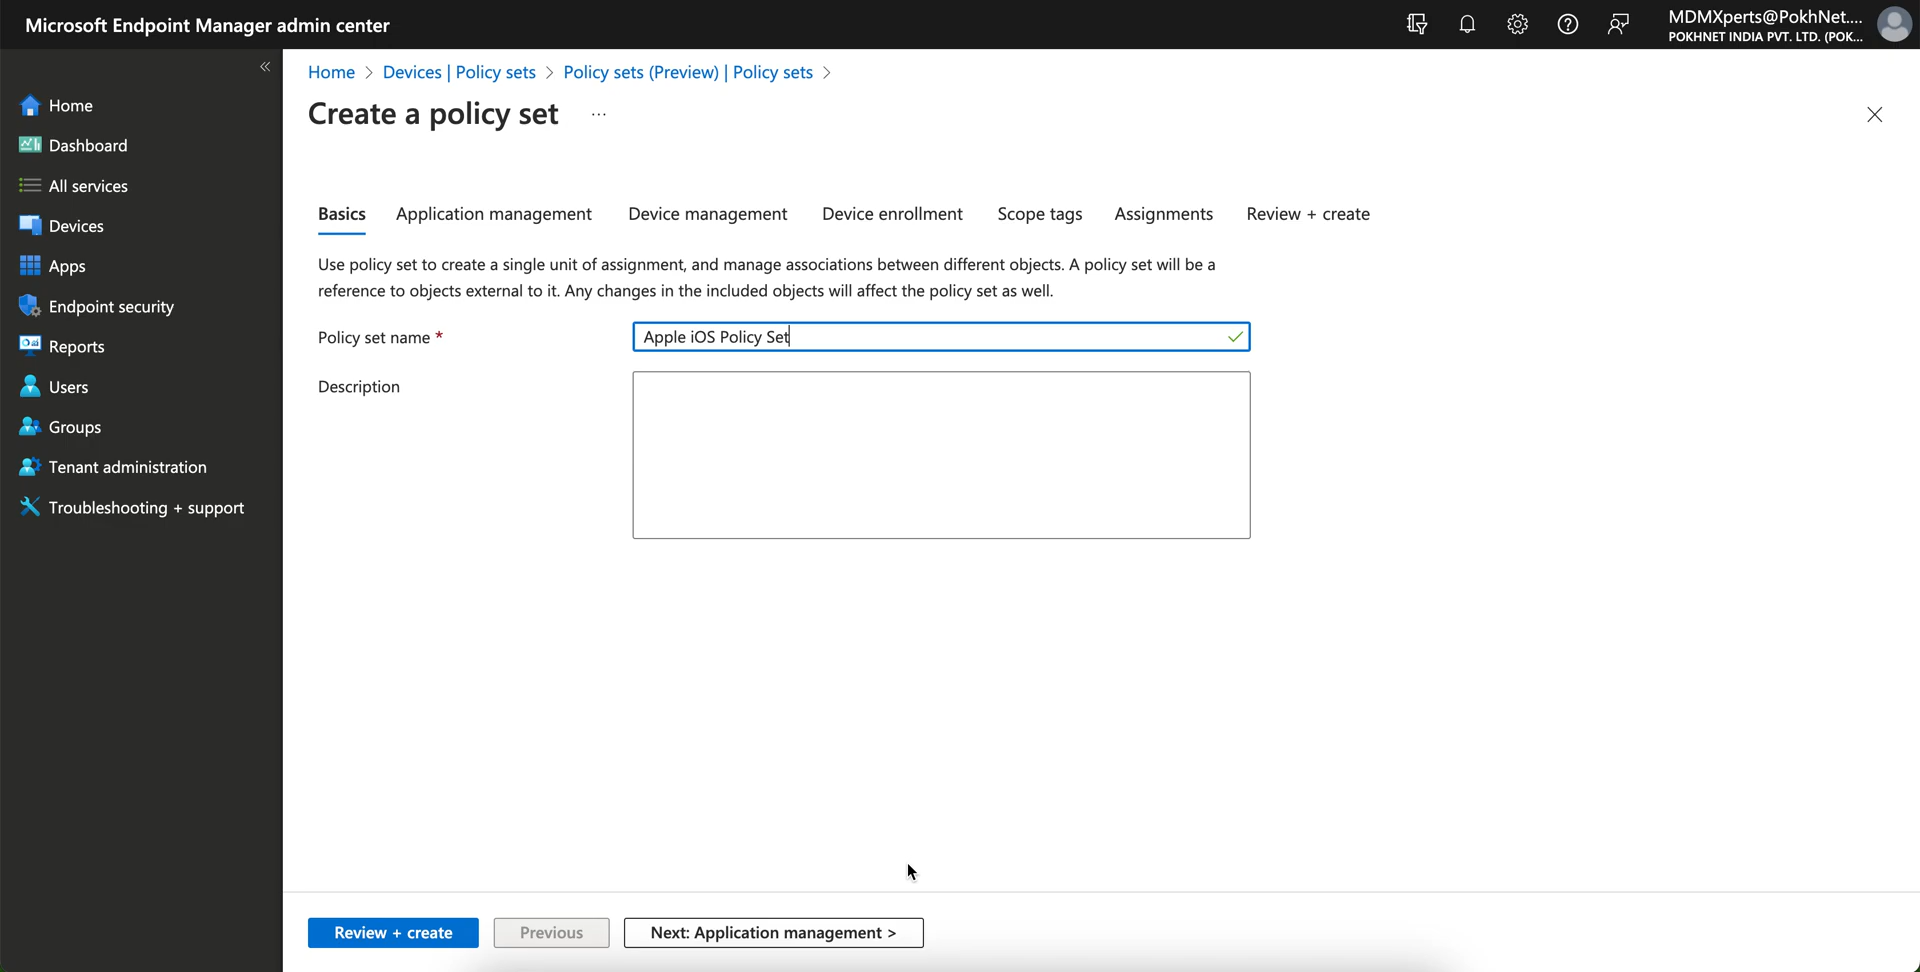 Microsoft Endpoint Manager admin center
MDMXperts@PokhNet....
POKHNET INDIA PVT. LTD. (POK...
Home > Devices | Policy sets > Policy sets (Preview) | Policy sets >
Create a policy set ...
Home
Dashboard
All services
Devices
Apps
Endpoint security
Reports
Users
Groups
Tenant administration
Troubleshooting + support
Basics Application management Device management Device enrollment Scope tags Assignments Review + create
Use policy set to create a single unit of assignment, and manage associations between different objects. A policy set will be a
reference to objects external to it. Any changes in the included objects will affect the policy set as well.
Policy set name * Apple iOS Policy Set
Description
Review + create Previous Next: Application management >